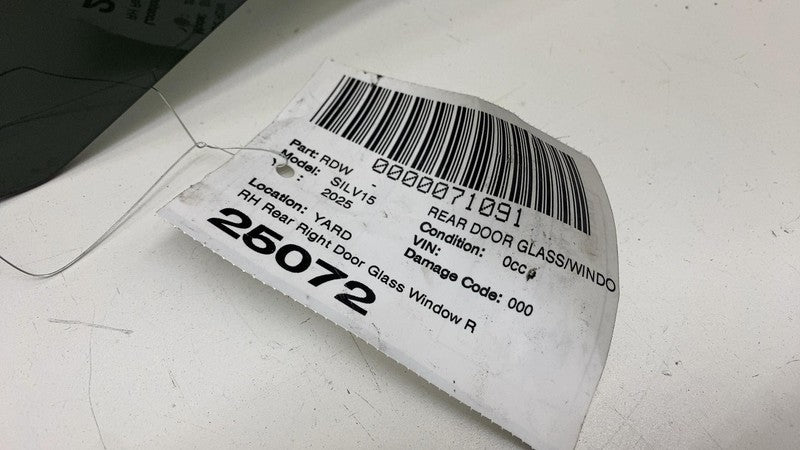 0000071091
Part: RDW - REAR DOOR GLASS/WINDO
Model: SILV15 Condition: 0cc
: 2025 VIN:
Location: YARD Damage Code: 000
RH Rear Right Door Glass Window R
25072